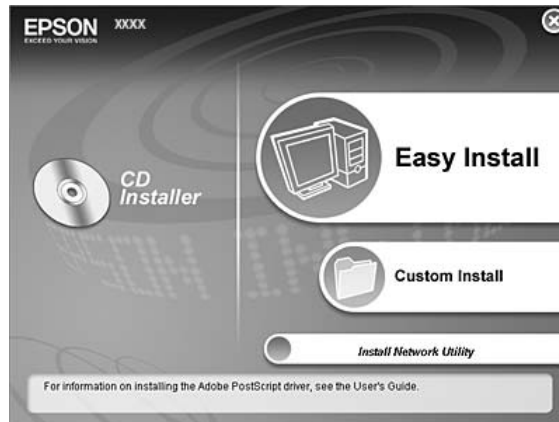 EPSON XXXX
EXCEED YOUR VISION
Easy Install
CD
Installer
Custom Install
Install Network Utility
For information on installing the Adobe PostScript driver, see the User's Guide.